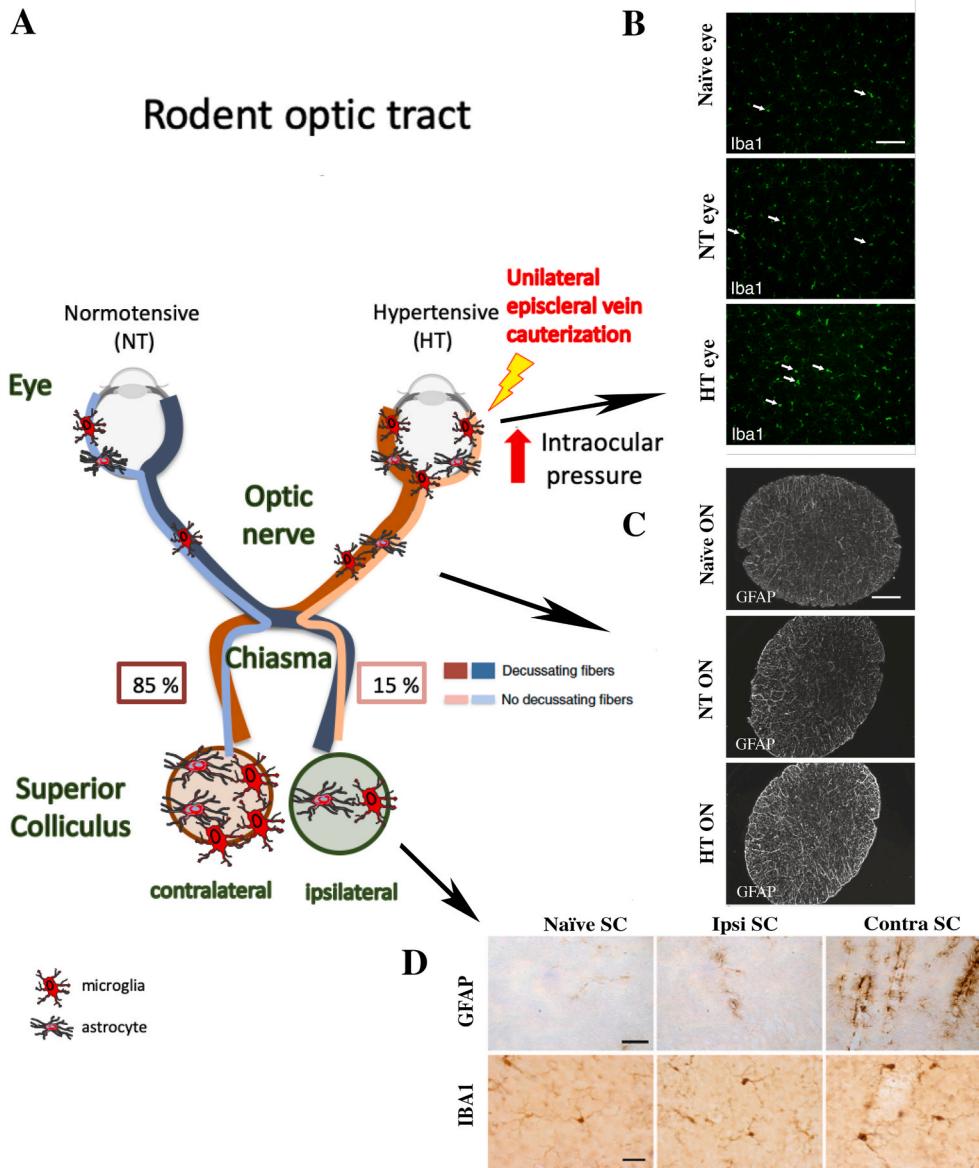 A
Rodent optic tract
Normotensive
(NT)
Hypertensive
(HT)
Unilateral
episcleral vein
cauterization
Eye
Intraocular
pressure
Optic
nerve
Chiasma
85 %
15 %
Decussating fibers
No decussating fibers
Superior
Colliculus
contralateral
ipsilateral
microglia
astrocyte
B
Naïve eye
Iba1
NT eye
Iba1
HT eye
Iba1
C
Naïve ON
GFAP
NT ON
GFAP
HT ON
GFAP
D
Naïve SC
Ipsi SC
Contra SC
GFAP
IBA1